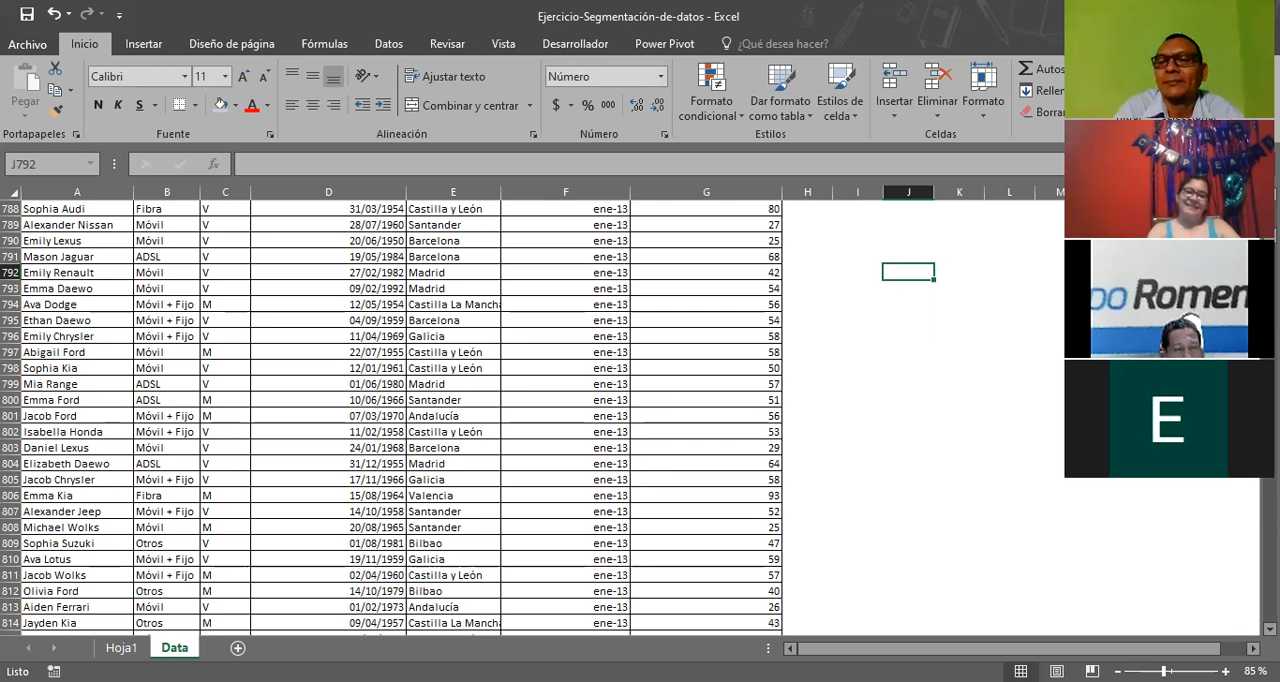 Ejercicio-Segmentación-de-datos - Excel
Archivo Inicio Insertar Diseño de página Fórmulas Datos Revisar Vista Desarrollador Power Pivot ¿Qué desea hacer?
Pegar
Calibri 11
N K S
Ajustar texto
Combinar y centrar
Número
$ % 000
Formato condicional
Dar formato como tabla
Estilos de celda
Insertar Eliminar Formato
Autos
Rellen
Borra
Portapapeles Fuente Alineación Número Estilos Celdas
J792 fx
A B C D E F G H I J K L M
788 Sophia Audi Fibra V 31/03/1954 Castilla y León ene-13 80
789 Alexander Nissan Móvil V 28/07/1960 Santander ene-13 27
790 Emily Lexus Móvil V 20/06/1950 Barcelona ene-13 25
791 Mason Jaguar ADSL V 19/05/1984 Barcelona ene-13 68
792 Emily Renault Móvil V 27/02/1982 Madrid ene-13 42
793 Emma Daewo Móvil V 09/02/1992 Madrid ene-13 54
794 Ava Dodge Móvil + Fijo M 12/05/1954 Castilla La Mancha ene-13 56
795 Ethan Daewo Móvil + Fijo V 04/09/1959 Barcelona ene-13 54
796 Emily Chrysler Móvil + Fijo V 11/04/1969 Galicia ene-13 58
797 Abigail Ford Móvil M 22/07/1955 Castilla y León ene-13 58
798 Sophia Kia Móvil V 12/01/1961 Castilla y León ene-13 50
799 Mia Range ADSL V 01/06/1980 Madrid ene-13 57
800 Emma Ford ADSL M 10/06/1966 Santander ene-13 51
801 Jacob Ford Móvil + Fijo M 07/03/1970 Andalucía ene-13 56
802 Isabella Honda Móvil + Fijo V 11/02/1958 Castilla y León ene-13 53
803 Daniel Lexus Móvil V 24/01/1968 Barcelona ene-13 29
804 Elizabeth Daewo ADSL V 31/12/1955 Madrid ene-13 64
805 Jacob Chrysler Móvil + Fijo V 17/11/1966 Galicia ene-13 58
806 Emma Kia Fibra M 15/08/1964 Valencia ene-13 93
807 Alexander Jeep Móvil + Fijo V 14/10/1958 Santander ene-13 52
808 Michael Wolks Móvil M 20/08/1965 Santander ene-13 25
809 Sophia Suzuki Otros V 01/08/1981 Bilbao ene-13 47
810 Ava Lotus Móvil + Fijo V 19/11/1959 Galicia ene-13 59
811 Jacob Wolks Móvil + Fijo M 02/04/1960 Castilla y León ene-13 57
812 Olivia Ford Otros M 14/10/1979 Bilbao ene-13 40
813 Aiden Ferrari Móvil V 01/02/1973 Andalucía ene-13 26
814 Jayden Kia Otros M 09/04/1957 Castilla La Mancha ene-13 43
Hoja1 Data
Listo 85 %
FELIZ
CUMPLEAÑO
po Romen
E